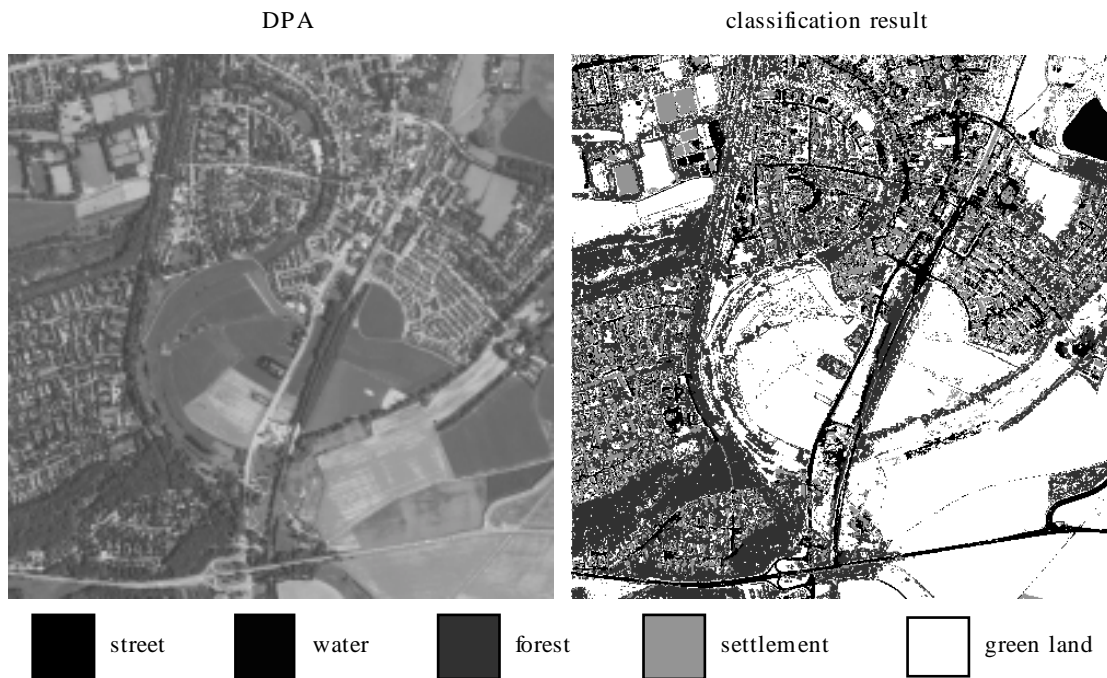 DPA
classification result
street
water
forest
settlement
green land